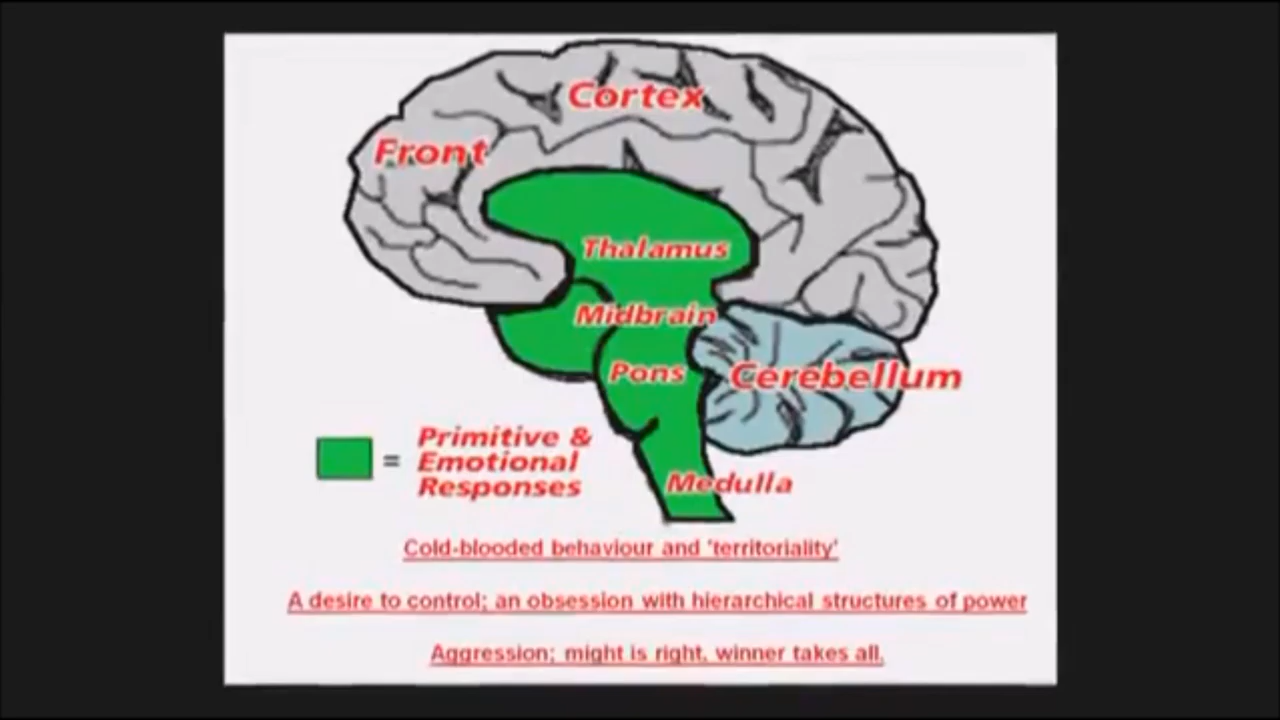 Cortex
Front
Thalamus
Midbrain
Pons
Cerebellum
= Primitive &
Emotional
Responses
Medulla
Cold-blooded behaviour and 'territoriality'
A desire to control; an obsession with hierarchical structures of power
Aggression; might is right, winner takes all.